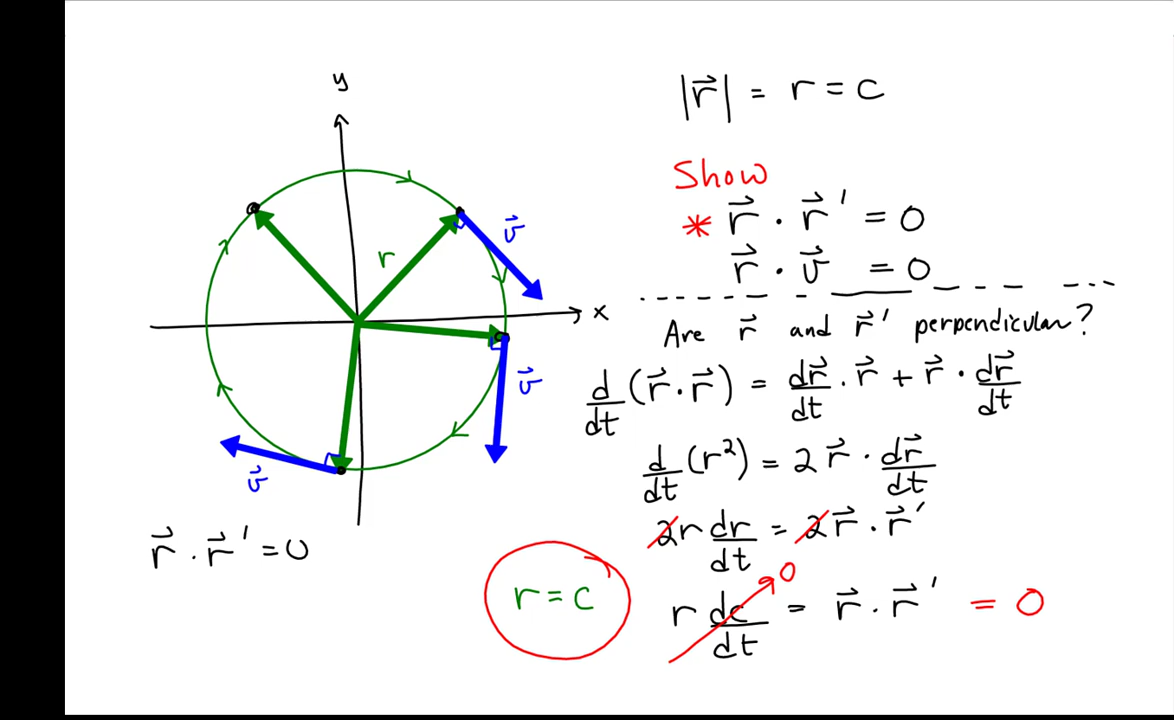 y
|r⃗| = r = c
Show
* r⃗ · r⃗ ' = 0
r⃗ · v⃗ = 0
Are r⃗ and r⃗ ' perpendicular?
d/dt (r⃗ · r⃗) = dr⃗/dt · r⃗ + r⃗ · dr⃗/dt
d/dt (r²) = 2 r⃗ · dr⃗/dt
2r dr/dt = 2 r⃗ · r⃗ '
r dc/dt 0 = r⃗ · r⃗ ' = 0
r = c
r
v⃗
x
v⃗
v⃗
r⃗ · r⃗ ' = 0